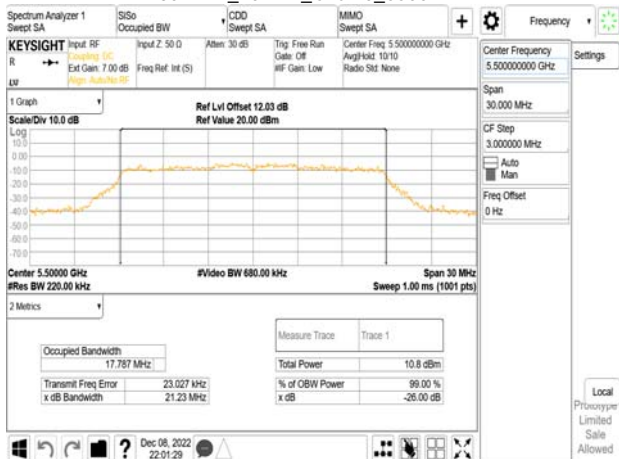 Spectrum Analyzer 1
Swept SA
SiSo
Occupied BW
CDD
Swept SA
MIMO
Swept SA
+
Frequency
KEYSIGHT
R
LVI
Input: RF
Coupling: DC
Ext Gain: 7.00 dB
Align: Auto/No RF
Input Z: 50 Ω
Freq Ref: Int (S)
Atten: 30 dB
Trig: Free Run
Gate: Off
#IF Gain: Low
Center Freq: 5.500000000 GHz
Avg|Hold: 10/10
Radio Std: None
Center Frequency
5.500000000 GHz
Settings
Span
30.000 MHz
CF Step
3.000000 MHz
Auto
Man
Freq Offset
0 Hz
1 Graph
Scale/Div 10.0 dB
Ref Lvl Offset 12.03 dB
Ref Value 20.00 dBm
Log
10.0
0.00
-10.0
-20.0
-30.0
-40.0
-50.0
-60.0
-70.0
Center 5.50000 GHz
#Res BW 220.00 kHz
#Video BW 680.00 kHz
Span 30 MHz
Sweep 1.00 ms (1001 pts)
2 Metrics
Measure Trace
Trace 1
Occupied Bandwidth
17.787 MHz
Total Power
10.8 dBm
Transmit Freq Error
23.027 kHz
% of OBW Power
99.00 %
x dB Bandwidth
21.23 MHz
x dB
-26.00 dB
Local
Prototype
Limited
Sale
Allowed
?
Dec 08, 2022
22:01:29